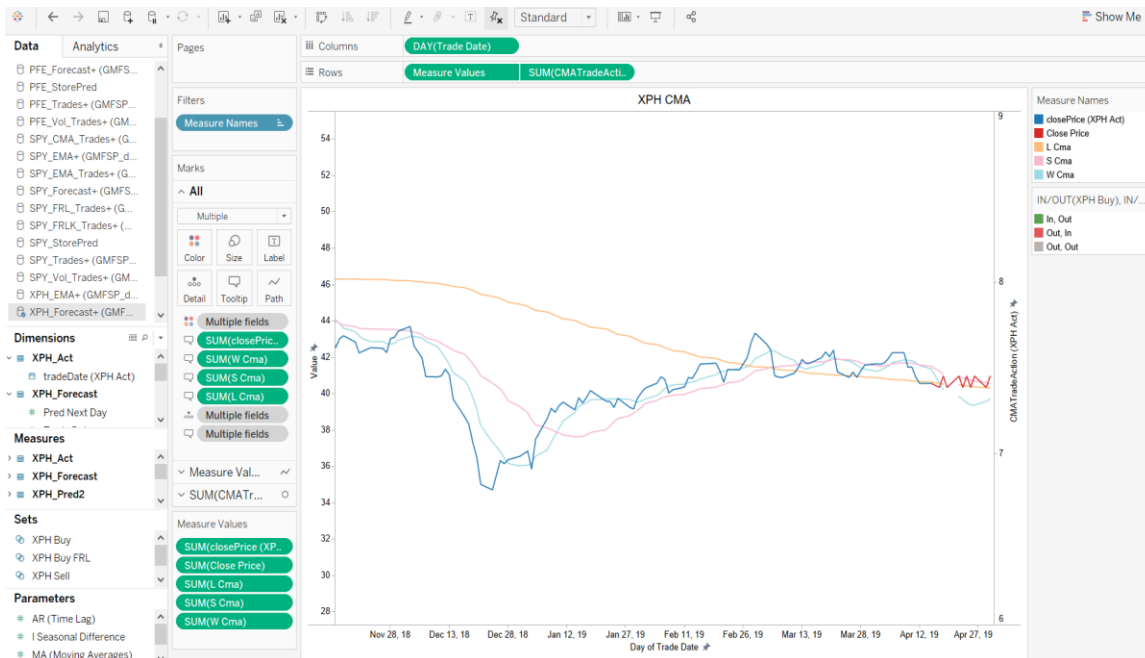 Standard
Show Me
Data
Analytics
PFE_Forecast+ (GMFS...
PFE_StorePred
PFE_Trades+ (GMFSP...
PFE_Vol_Trades+ (GM...
SPY_CMA_Trades+ (G...
SPY_EMA+ (GMFSP_d...
SPY_EMA_Trades+ (G...
SPY_Forecast+ (GMFS...
SPY_FRL_Trades+ (G...
SPY_FRLK_Trades+ (...
SPY_StorePred
SPY_Trades+ (GMFSP...
SPY_Vol_Trades+ (GM...
XPH_EMA+ (GMFSP_d...
XPH_Forecast+ (GMF...
Dimensions
XPH_Act
tradeDate (XPH Act)
XPH_Forecast
Pred Next Day
Measures
XPH_Act
XPH_Forecast
XPH_Pred2
Sets
XPH Buy
XPH Buy FRL
XPH Sell
Parameters
AR (Time Lag)
I Seasonal Difference
MA (Moving Averages)
Pages
Filters
Measure Names
Marks
All
Multiple
Color
Size
Label
Detail
Tooltip
Path
Multiple fields
SUM(closePric..
SUM(W Cma)
SUM(S Cma)
SUM(L Cma)
Multiple fields
Multiple fields
Measure Val...
SUM(CMATr...
Measure Values
SUM(closePrice (XP..
SUM(Close Price)
SUM(L Cma)
SUM(S Cma)
SUM(W Cma)
Columns
DAY(Trade Date)
Rows
Measure Values
SUM(CMATradeActi..
XPH CMA
54
52
50
48
46
44
42
40
38
36
34
32
30
28
Value
9
8
7
6
CMATradeAction (XPH Act)
Nov 28, 18
Dec 13, 18
Dec 28, 18
Jan 12, 19
Jan 27, 19
Feb 11, 19
Feb 26, 19
Mar 13, 19
Mar 28, 19
Apr 12, 19
Apr 27, 19
Day of Trade Date
Measure Names
closePrice (XPH Act)
Close Price
L Cma
S Cma
W Cma
IN/OUT(XPH Buy), IN/...
In, Out
Out, In
Out, Out